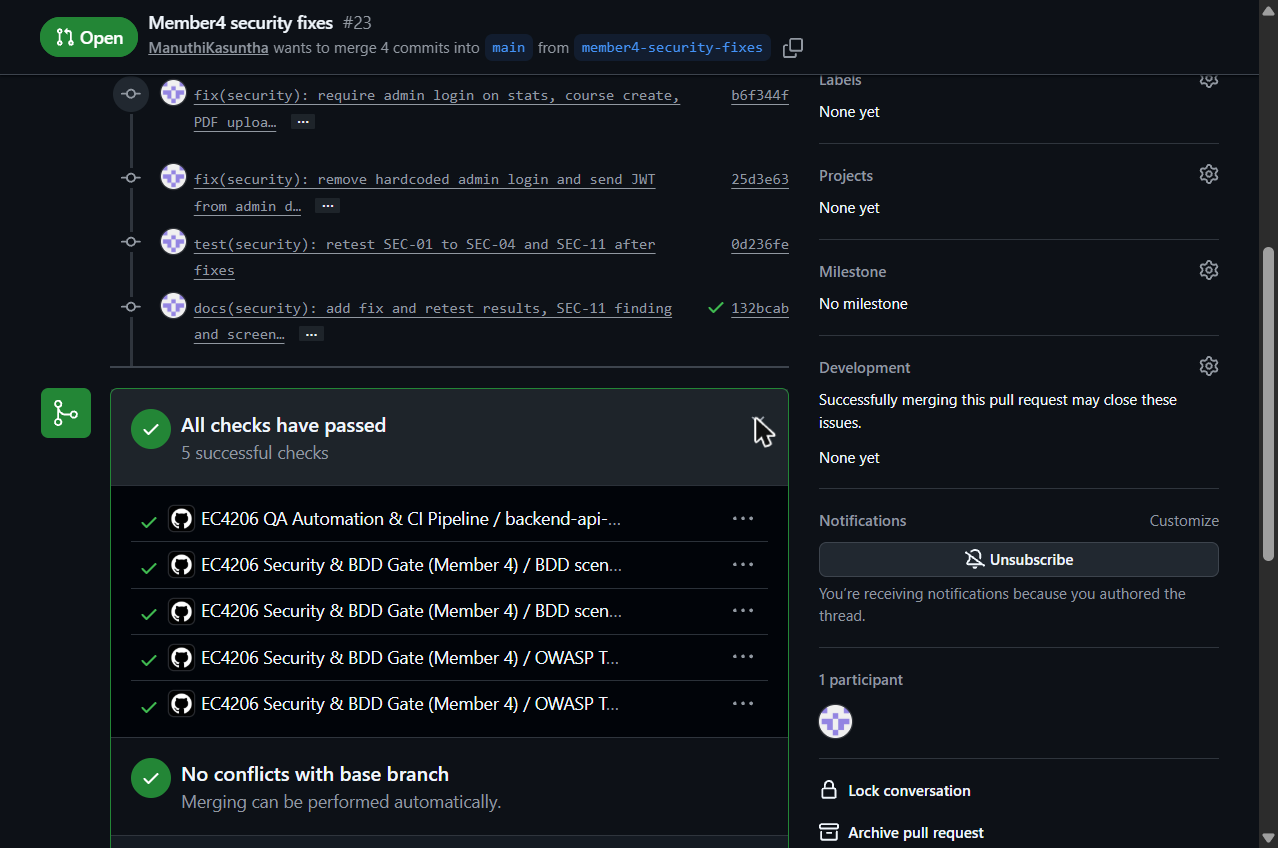 Open
Member4 security fixes #23
ManuthiKasuntha wants to merge 4 commits into main from member4-security-fixes
fix(security): require admin login on stats, course create, b6f344f
PDF uploa… …
fix(security): remove hardcoded admin login and send JWT 25d3e63
from admin d… …
test(security): retest SEC-01 to SEC-04 and SEC-11 after 0d236fe
fixes
docs(security): add fix and retest results, SEC-11 finding 132bcab
and screen… …
All checks have passed
5 successful checks
EC4206 QA Automation & CI Pipeline / backend-api-...
EC4206 Security & BDD Gate (Member 4) / BDD scen...
EC4206 Security & BDD Gate (Member 4) / BDD scen...
EC4206 Security & BDD Gate (Member 4) / OWASP T...
EC4206 Security & BDD Gate (Member 4) / OWASP T...
No conflicts with base branch
Merging can be performed automatically.
Labels
None yet
Projects
None yet
Milestone
No milestone
Development
Successfully merging this pull request may close these
issues.
None yet
Notifications Customize
Unsubscribe
You're receiving notifications because you authored the
thread.
1 participant
Lock conversation
Archive pull request